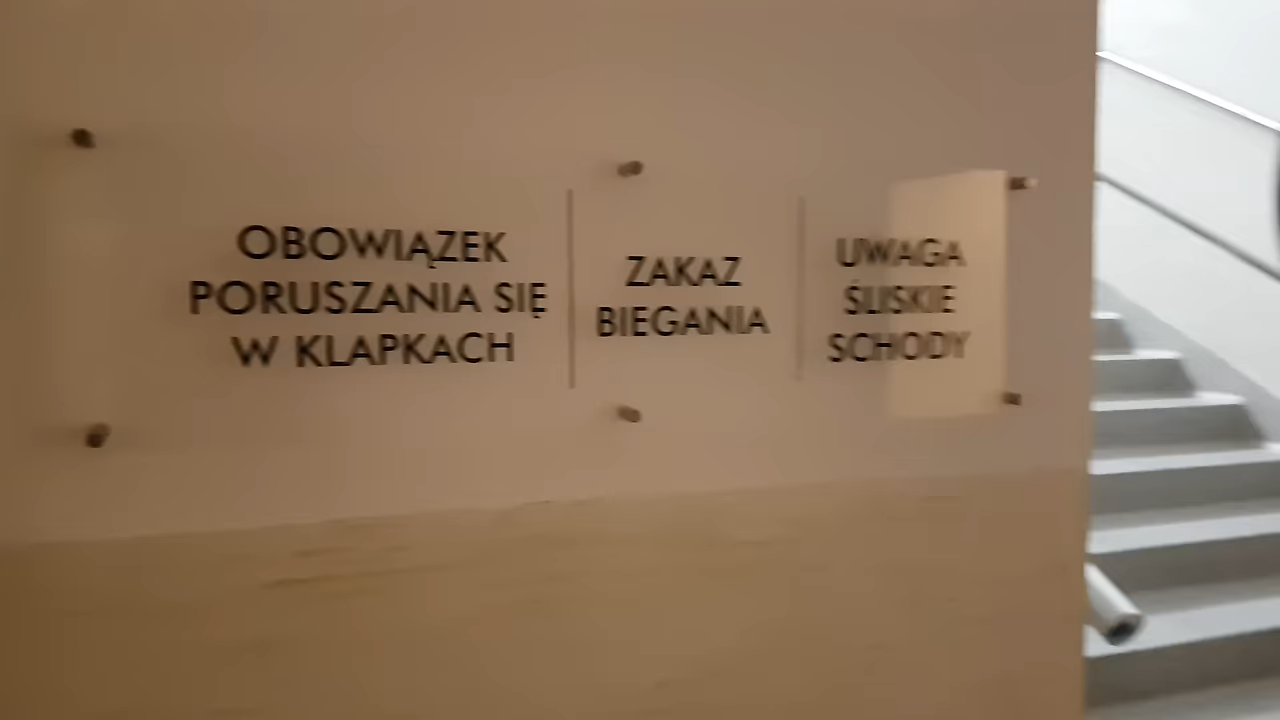 OBOWIĄZEK
PORUSZANIA SIĘ
W KLAPKACH
ZAKAZ
BIEGANIA
UWAGA
ŚLISKIE
SCHODY